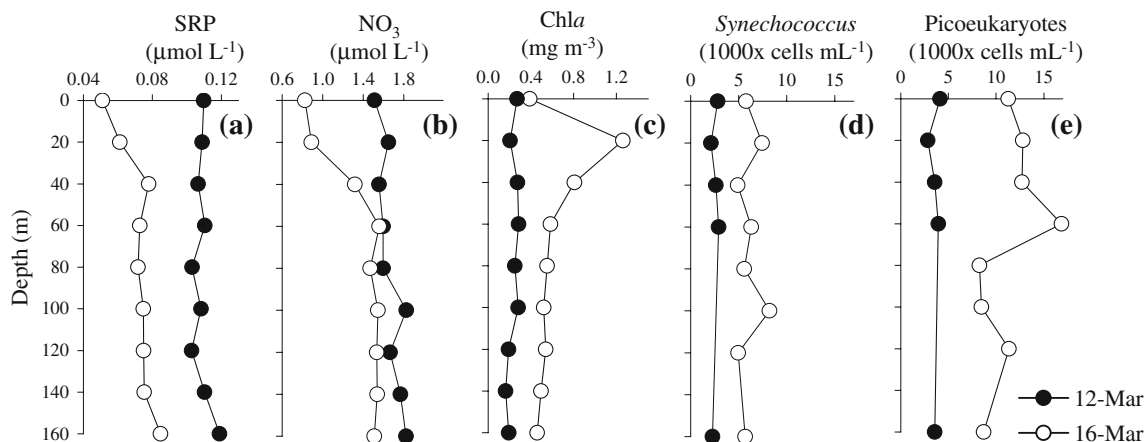 SRP
(μmol L-1)
0.04 0.08 0.12
NO3
(μmol L-1)
0.6 1.0 1.4 1.8
Chla
(mg m-3)
0.0 0.4 0.8 1.2
Synechococcus
(1000x cells mL-1)
0 5 10 15
Picoeukaryotes
(1000x cells mL-1)
0 5 10 15
Depth (m)
0
20
40
60
80
100
120
140
160
(a)
(b)
(c)
(d)
(e)
12-Mar
16-Mar